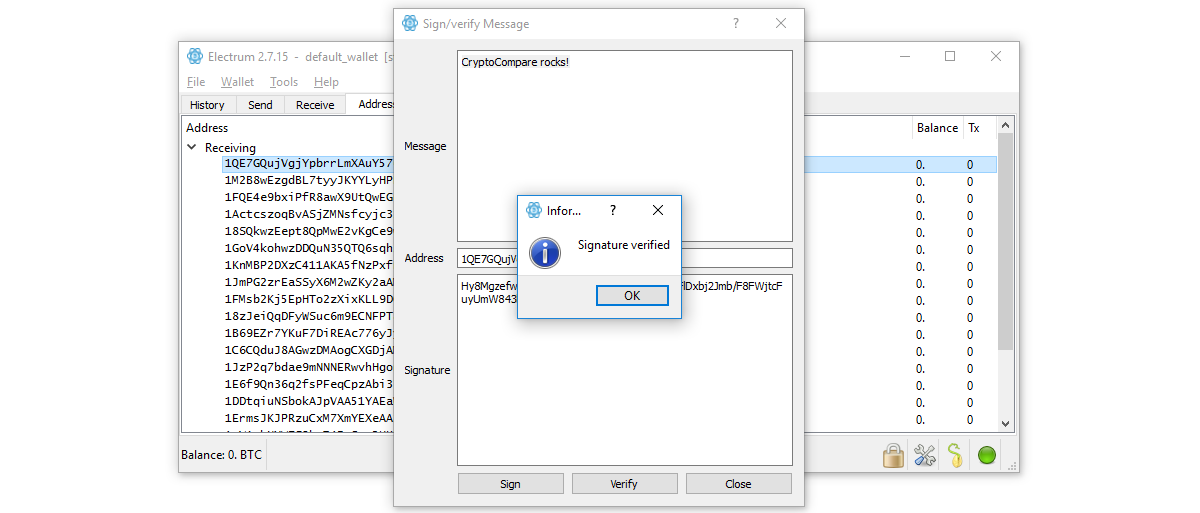 Sign/verify Message ?
Electrum 2.7.15 - default_wallet
File Wallet Tools Help
History Send Receive
Address Balance Tx
Receiving
1QE7GQujVgjYpbrrLmXAuY57 0. 0
1M2B8wEzgdBL7tyyJKYYLyHP 0. 0
1FQE4e9bxiPfR8awX9UtQwEG 0. 0
1ActcszoqBvASjZMNsfcyjc3 0. 0
18SQkwzEept8QpMwE2vKgCe9 0. 0
1GoV4kohwzDDQuN35QTQ6sqh 0. 0
1KnMBP2DXzC411AKA5fNzPxf 0. 0
1JmPG2zrEaSSyX6M2wZKy2aA 0. 0
1FMsb2Kj5EpHTo2zXixKLL9D 0. 0
18zJeiQqDFyWSuc6m9ECNFPT 0. 0
1B69EZr7YKuF7DiREAc776yJ 0. 0
1C6CQduJ8AGwzDMAogCXGDjA 0. 0
1JzP2q7bdae9mNNNERwvhHgo 0. 0
1E6f9Qn36q2fsPFeqCpzAbi3 0. 0
1DDtqiuNSbokAJpVAA51YAEa 0. 0
1ErmsJKJPRzuCxM7XmYEXeAA 0. 0
Balance: 0. BTC
Message
CryptoCompare rocks!
Address
1QE7GQujV
Signature
Hy8Mgzefw
lDxbj2Jmb/F8FWjtcF
uyUmW843
Infor... ?
Signature verified
OK
Sign Verify Close